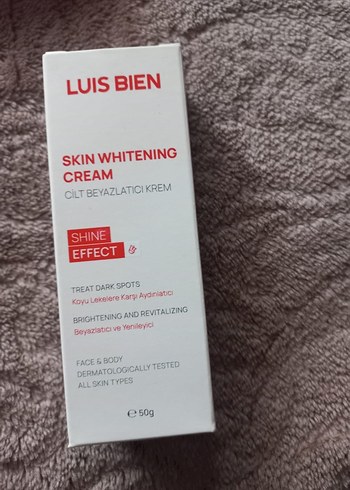 LUIS BIEN
SKIN WHITENING
CREAM
CİLT BEYAZLATICI KREM
SHINE
EFFECT
TREAT DARK SPOTS
Koyu Lekelere Karşı Aydınlatıcı
BRIGHTENING AND REVITALIZING
Beyazlatıcı ve Yenileyici
FACE & BODY
DERMATOLOGICALLY TESTED
ALL SKIN TYPES
℮ 50g